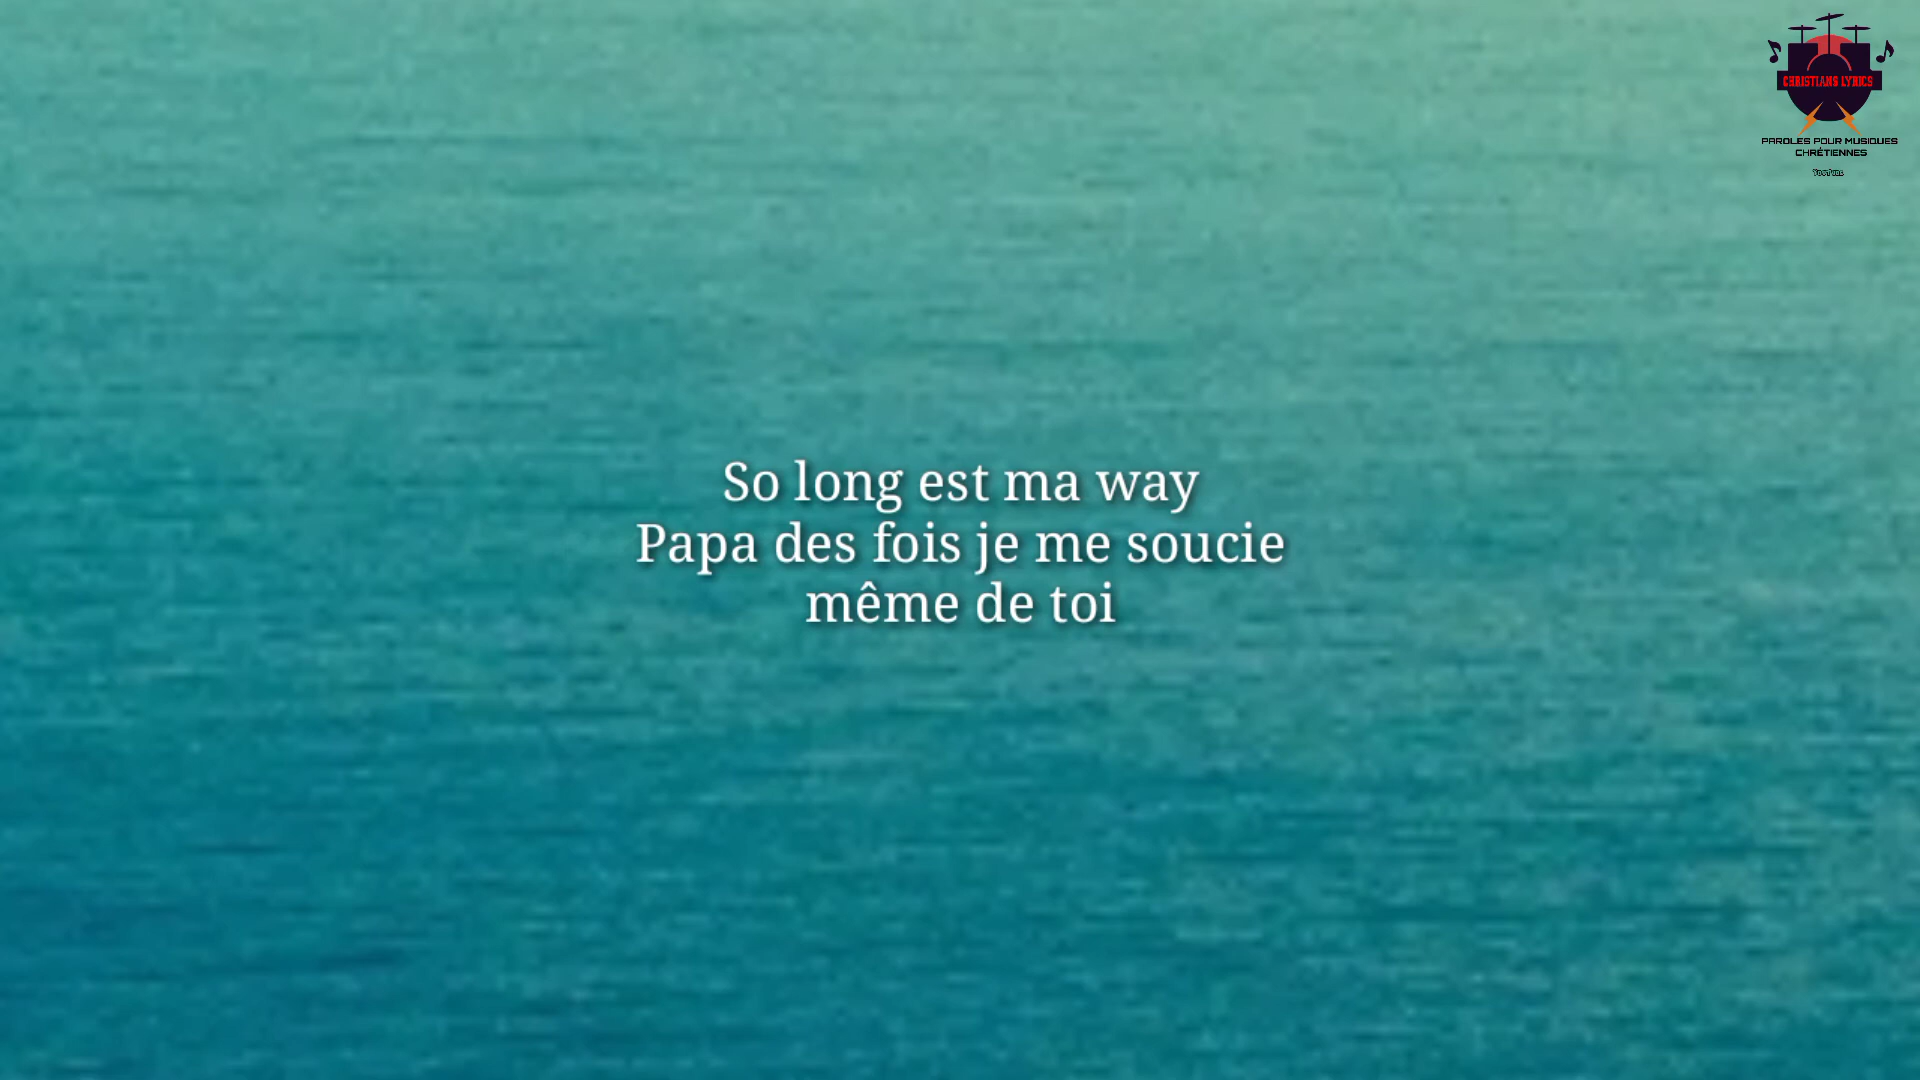 CHRISTIANS LYRICS
PAROLES POUR MUSIQUES
CHRÉTIENNES
YouTube
So long est ma way
Papa des fois je me soucie
même de toi